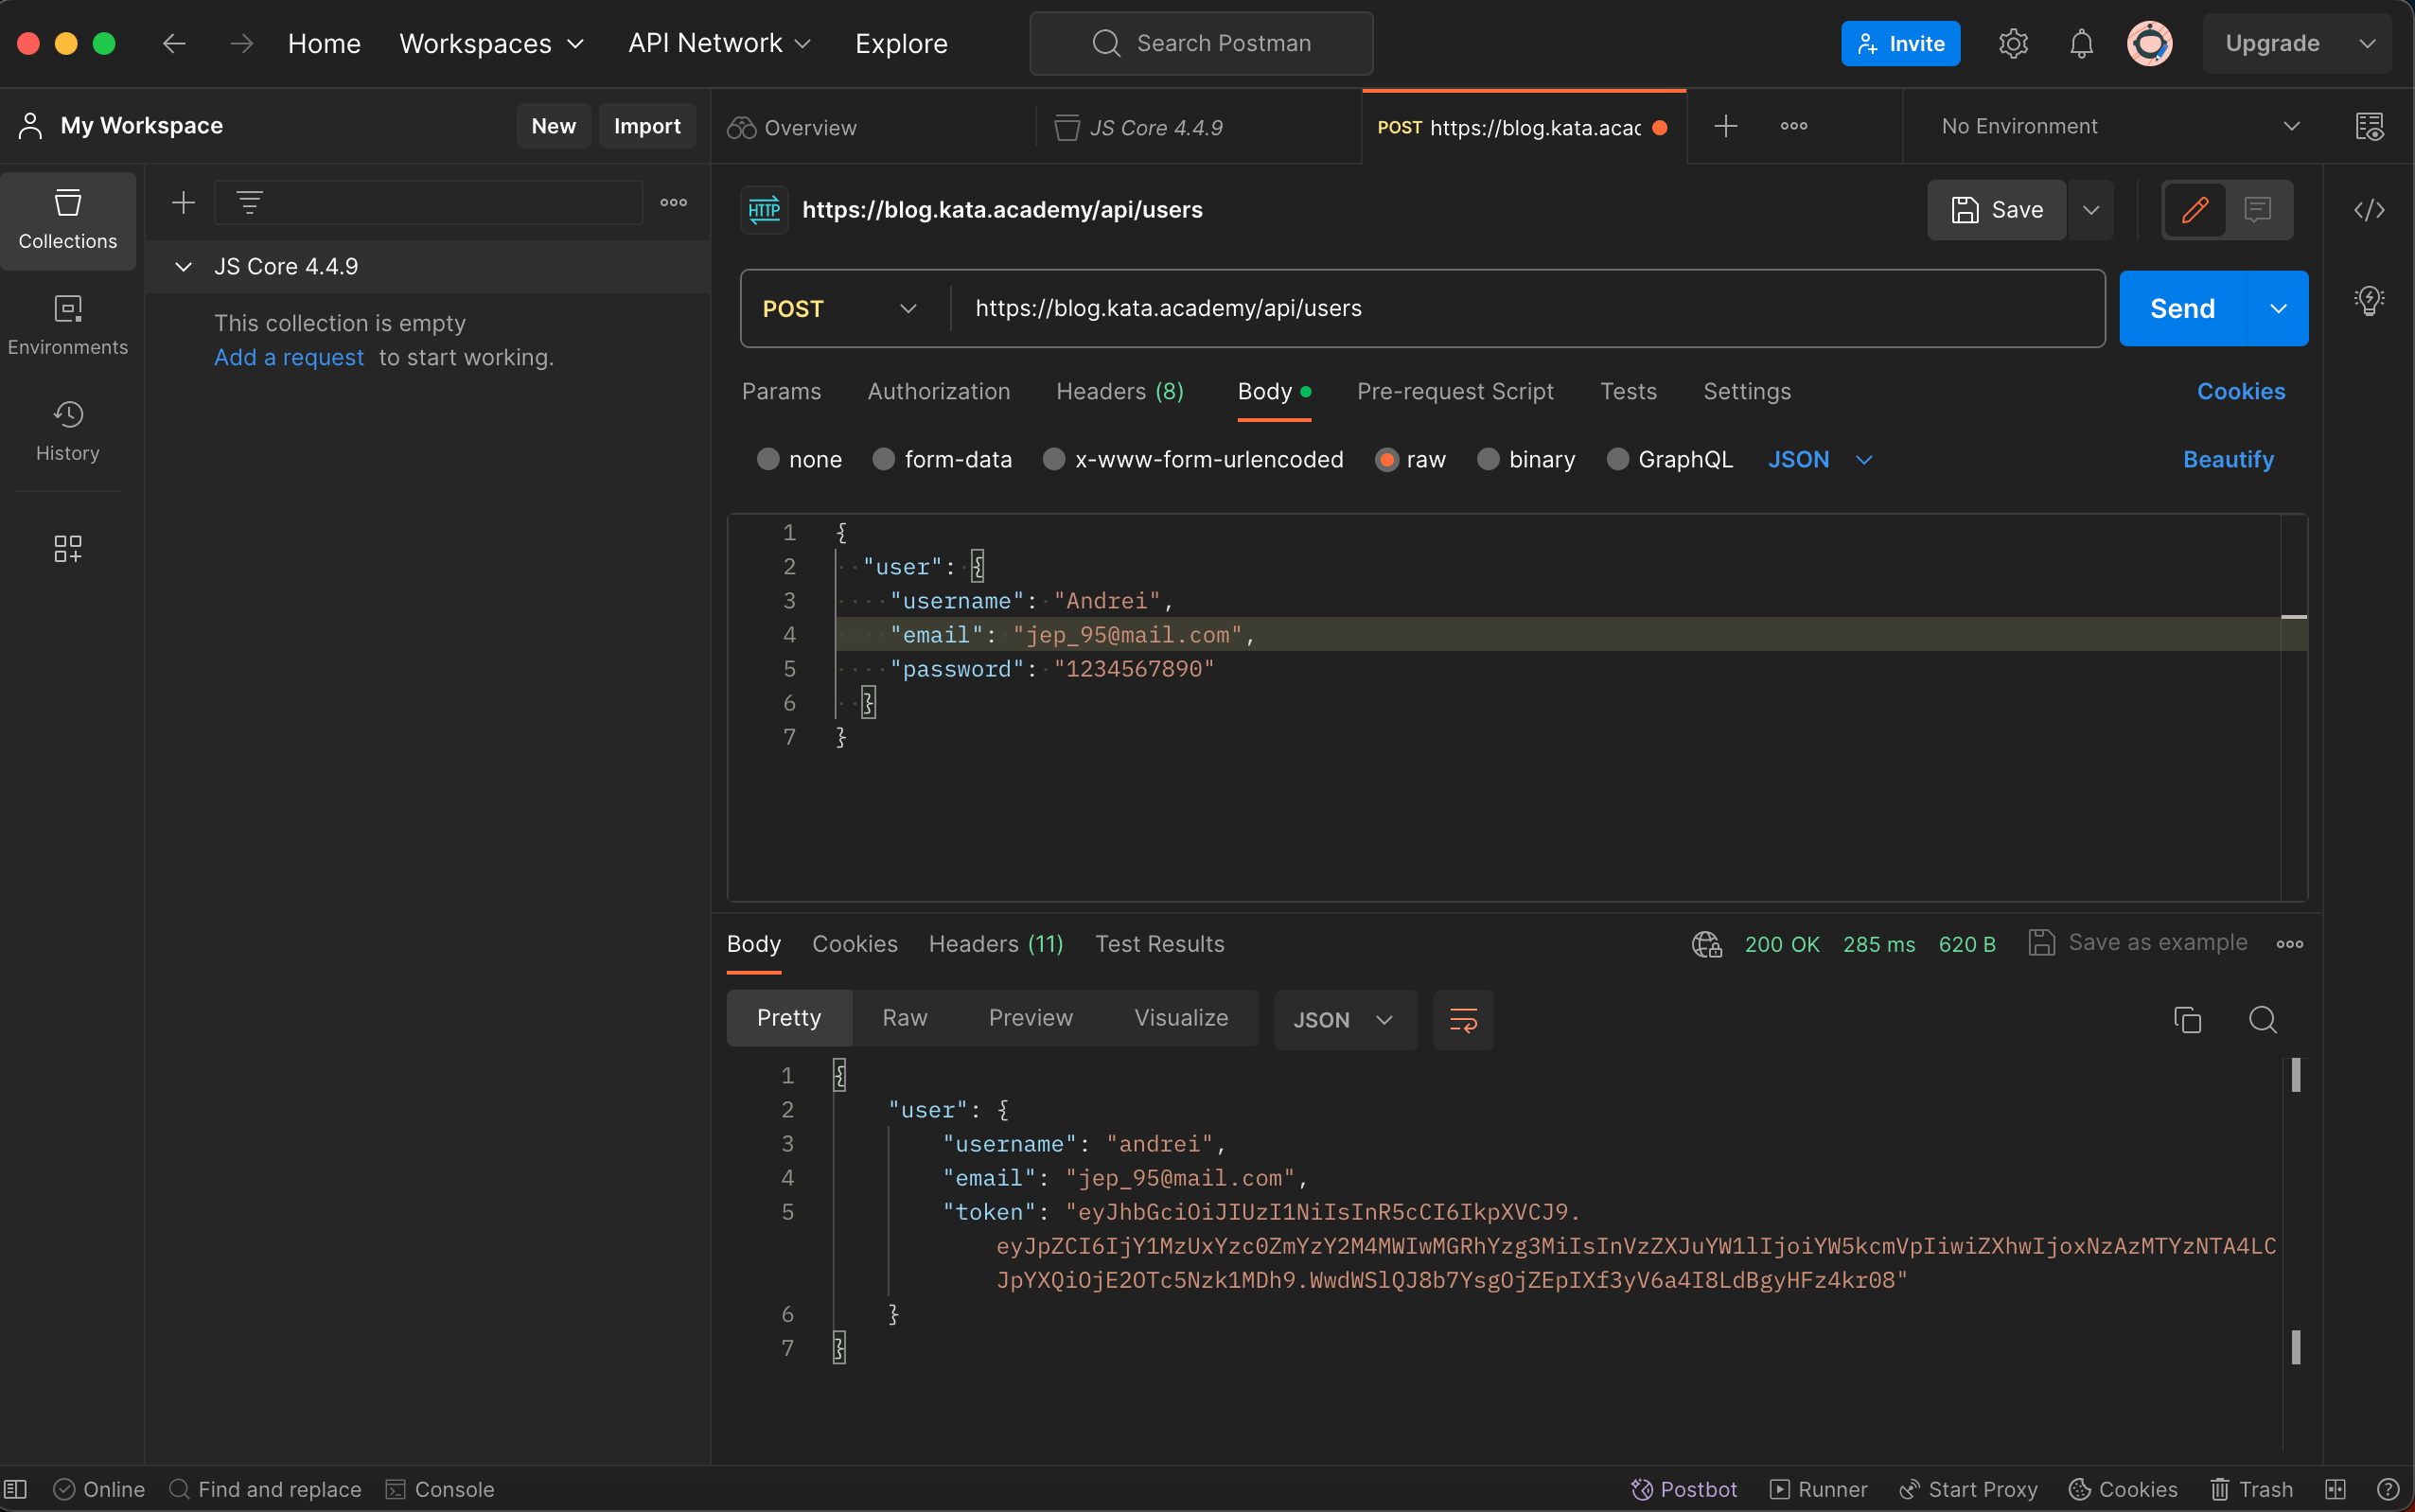 Home Workspaces API Network Explore Search Postman Invite Upgrade
My Workspace New Import Overview JS Core 4.4.9 POST https://blog.kata.acac No Environment
Collections
Environments
History
JS Core 4.4.9
This collection is empty
Add a request to start working.
HTTP https://blog.kata.academy/api/users Save
POST https://blog.kata.academy/api/users Send
Params Authorization Headers (8) Body Pre-request Script Tests Settings Cookies
none form-data x-www-form-urlencoded raw binary GraphQL JSON Beautify
1 {
2 "user": {
3 "username": "Andrei",
4 "email": "jep_95@mail.com",
5 "password": "1234567890"
6 }
7 }
Body Cookies Headers (11) Test Results 200 OK 285 ms 620 B Save as example
Pretty Raw Preview Visualize JSON
1 {
2 "user": {
3 "username": "andrei",
4 "email": "jep_95@mail.com",
5 "token": "eyJhbGciOiJIUzI1NiIsInR5cCI6IkpXVCJ9.
eyJpZCI6IjY1MzUxYzc0ZmYzY2M4MWIwMGRhYzg3MiIsInVzZXJuYW1lIjoiYW5kcmVpIiwiZXhwIjoxNzAzMTYzNTA4LC
JpYXQiOjE2OTc5Nzk1MDh9.WwdWSlQJ8b7YsgOjZEpIXf3yV6a4I8LdBgyHFz4kr08"
6 }
7 }
Online Find and replace Console Postbot Runner Start Proxy Cookies Trash